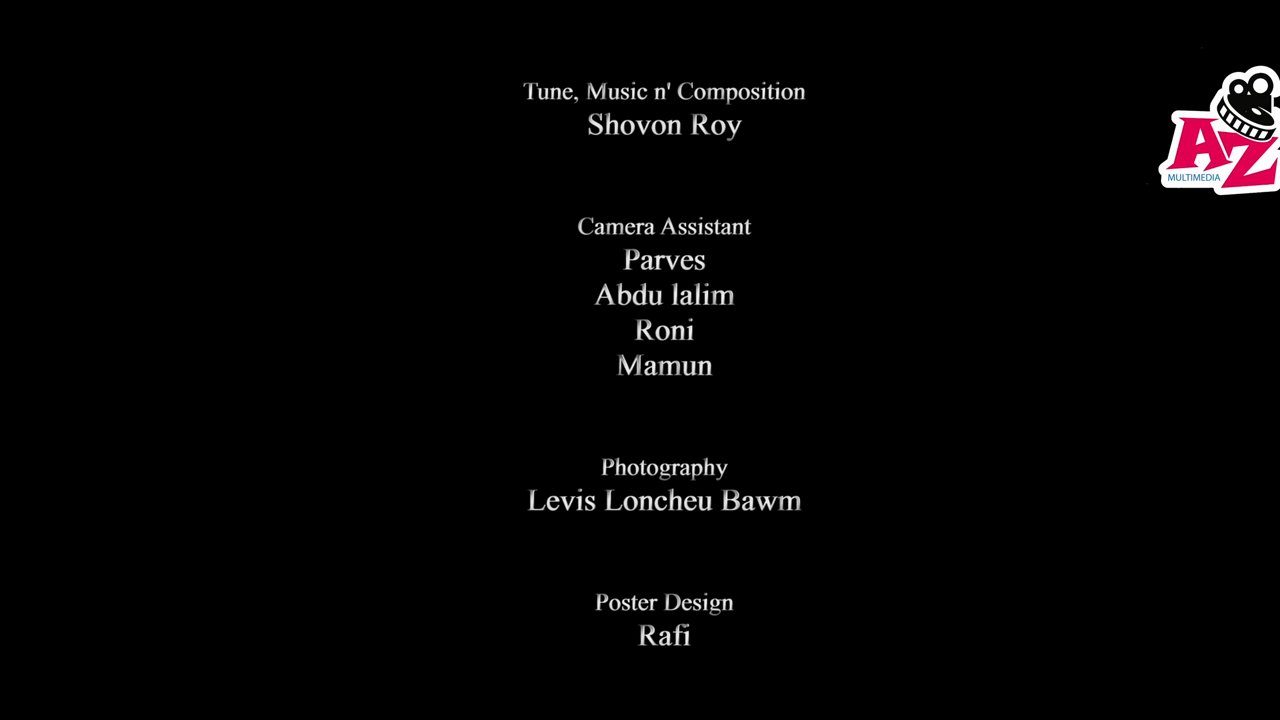 Tune, Music n' Composition
Shovon Roy
Camera Assistant
Parves
Abdu lalim
Roni
Mamun
Photography
Levis Loncheu Bawm
Poster Design
Rafi
AZ
MULTIMEDIA